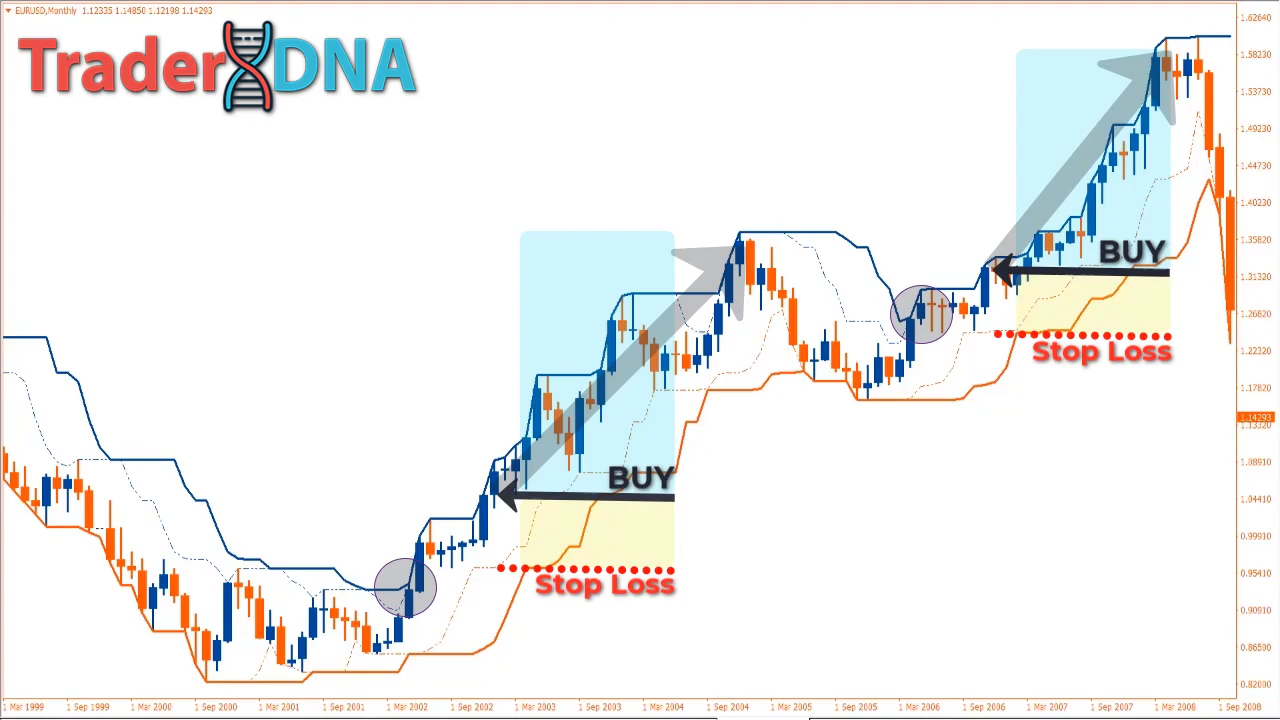 EURUSD,Monthly 1.12335 1.14850 1.12198 1.14293
Trader DNA
1.62640
1.58230
1.53730
1.49230
1.44730
1.40230
1.35820
1.31320
1.26820
1.22320
1.17820
1.14293
1.13320
1.08910
1.04410
0.99910
0.95410
0.90910
0.86500
0.82000
BUY
Stop Loss
BUY
Stop Loss
1 Mar 1999
1 Sep 1999
1 Mar 2000
1 Sep 2000
1 Mar 2001
1 Sep 2001
1 Mar 2002
1 Sep 2002
1 Mar 2003
1 Sep 2003
1 Mar 2004
1 Sep 2004
1 Mar 2005
1 Sep 2005
1 Mar 2006
1 Sep 2006
1 Mar 2007
1 Sep 2007
1 Mar 2008
1 Sep 2008